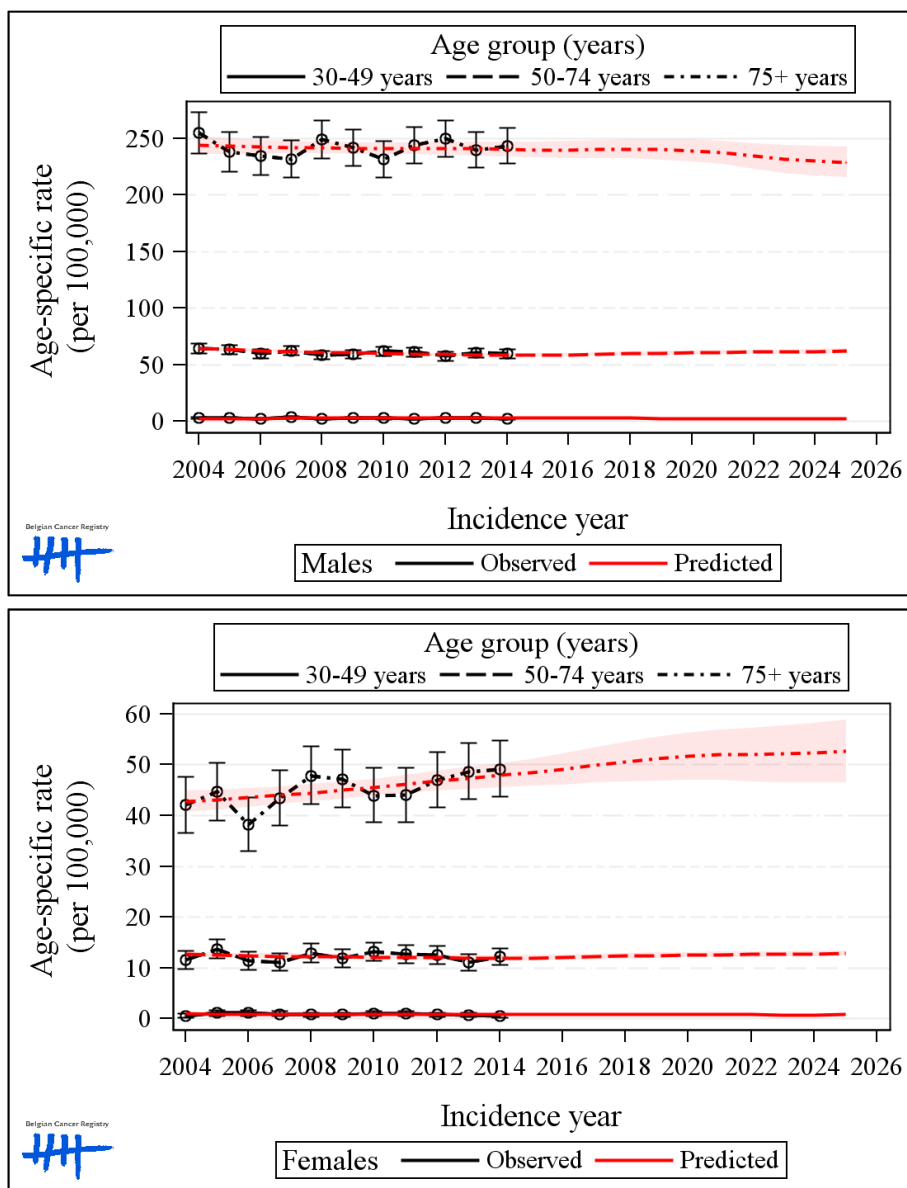 Age group (years)
30-49 years 50-74 years 75+ years
Age-specific rate
(per 100,000)
250
200
150
100
50
0
2004 2006 2008 2010 2012 2014 2016 2018 2020 2022 2024 2026
Incidence year
Belgian Cancer Registry
Males Observed Predicted
Age group (years)
30-49 years 50-74 years 75+ years
Age-specific rate
(per 100,000)
60
50
40
30
20
10
0
2004 2006 2008 2010 2012 2014 2016 2018 2020 2022 2024 2026
Incidence year
Belgian Cancer Registry
Females Observed Predicted